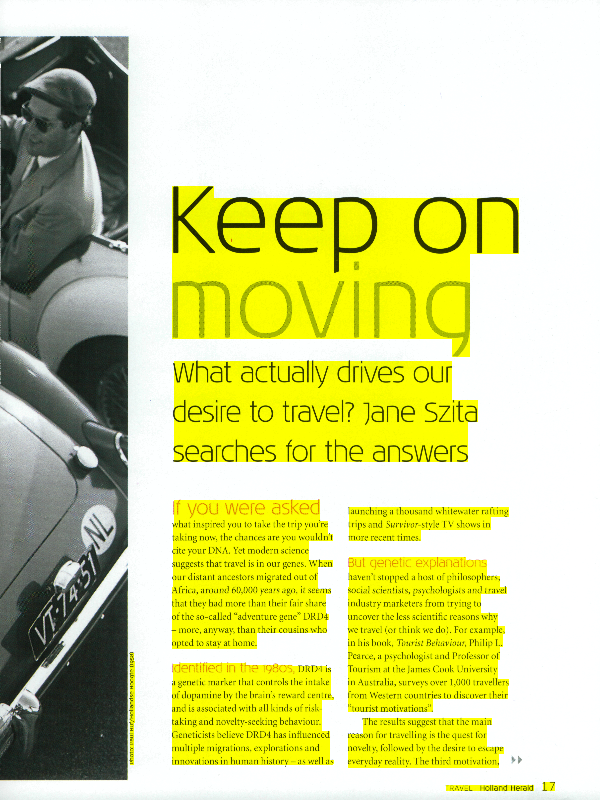 Keep on
moving
What actually drives our
desire to travel? Jane Szita
searches for the answers
If you were asked
what inspired you to take the trip you're
taking now, the chances are you wouldn't
cite your DNA. Yet modern science
suggests that travel is in our genes. When
our distant ancestors migrated out of
Africa, around 60,000 years ago, it seems
that they had more than their fair share
of the so-called "adventure gene" DRD4
– more, anyway, than their cousins who
opted to stay at home.
Identified in the 1980s, DRD4 is
a genetic marker that controls the intake
of dopamine by the brain's reward centre,
and is associated with all kinds of risk-
taking and novelty-seeking behaviour.
Geneticists believe DRD4 has influenced
multiple migrations, explorations and
innovations in human history – as well as
launching a thousand whitewater rafting
trips and Survivor-style TV shows in
more recent times.
But genetic explanations
haven't stopped a host of philosophers,
social scientists, psychologists and travel
industry marketers from trying to
uncover the less scientific reasons why
we travel (or think we do). For example,
in his book, Tourist Behaviour, Philip L.
Pearce, a psychologist and Professor of
Tourism at the James Cook University
in Australia, surveys over 1,000 travellers
from Western countries to discover their
"tourist motivations".
The results suggest that the main
reason for travelling is the quest for
novelty, followed by the desire to escape
everyday reality. The third motivation,
NL
VT-74-57
TRAVEL Holland Herald 17